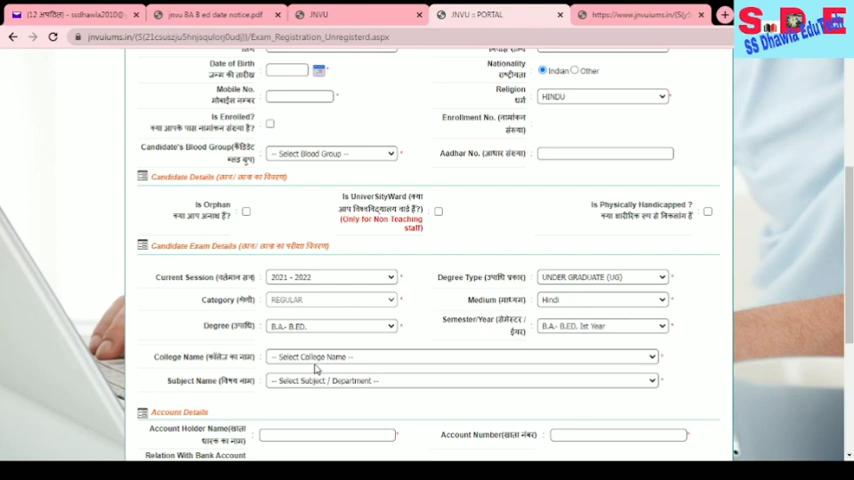 (12 अपठित) - ssdhawla2010@g
jnvu BA B ed date notice.pdf
JNVU
JNVU :: PORTAL
https://www.jnvuiums.in/(S(y
jnvuiums.in/(S(21csuszju5hnjsqulorj0udj))/Exam_Registration_Unregisterd.aspx
S D E
SS Dhawla EduTech
Date of Birth
जन्म की तारीख
Nationality
राष्ट्रीयता
Indian
Other
Mobile No.
मोबाईल नम्बर
Religion
धर्म
HINDU
Is Enrolled?
क्या आपके पास नामांकन संख्या है?
Enrollment No. (नामांकन
संख्या)
Candidate's Blood Group(कैंडिडेट
ब्लड ग्रुप)
-- Select Blood Group --
Aadhar No. (आधार संख्या)
Candidate Details (छात्र/ छात्रा का विवरण)
Is Orphan
क्या आप अनाथ हैं?
Is UniverSityWard (क्या
आप विश्वविद्यालय वार्ड हैं?)
(Only for Non Teaching
staff)
Is Physically Handicapped ?
क्या शारीरिक रूप से विकलांग हैं
Candidate Exam Details (छात्र/ छात्रा का परीक्षा विवरण)
Current Session (वर्तमान सत्र)
2021 - 2022
Degree Type (उपाधि प्रकार)
UNDER GRADUATE (UG)
Category (श्रेणी)
REGULAR
Medium (माध्यम)
Hindi
Degree (उपाधि)
B.A.- B.ED.
Semester/Year (सेमेस्टर /
ईयर)
B.A.- B.ED. Ist Year
College Name (कॉलेज का नाम)
-- Select College Name --
Subject Name (विषय नाम)
-- Select Subject / Department --
Account Details
Account Holder Name(खाता
धारक का नाम)
Account Number(खाता नंबर)
Relation With Bank Account